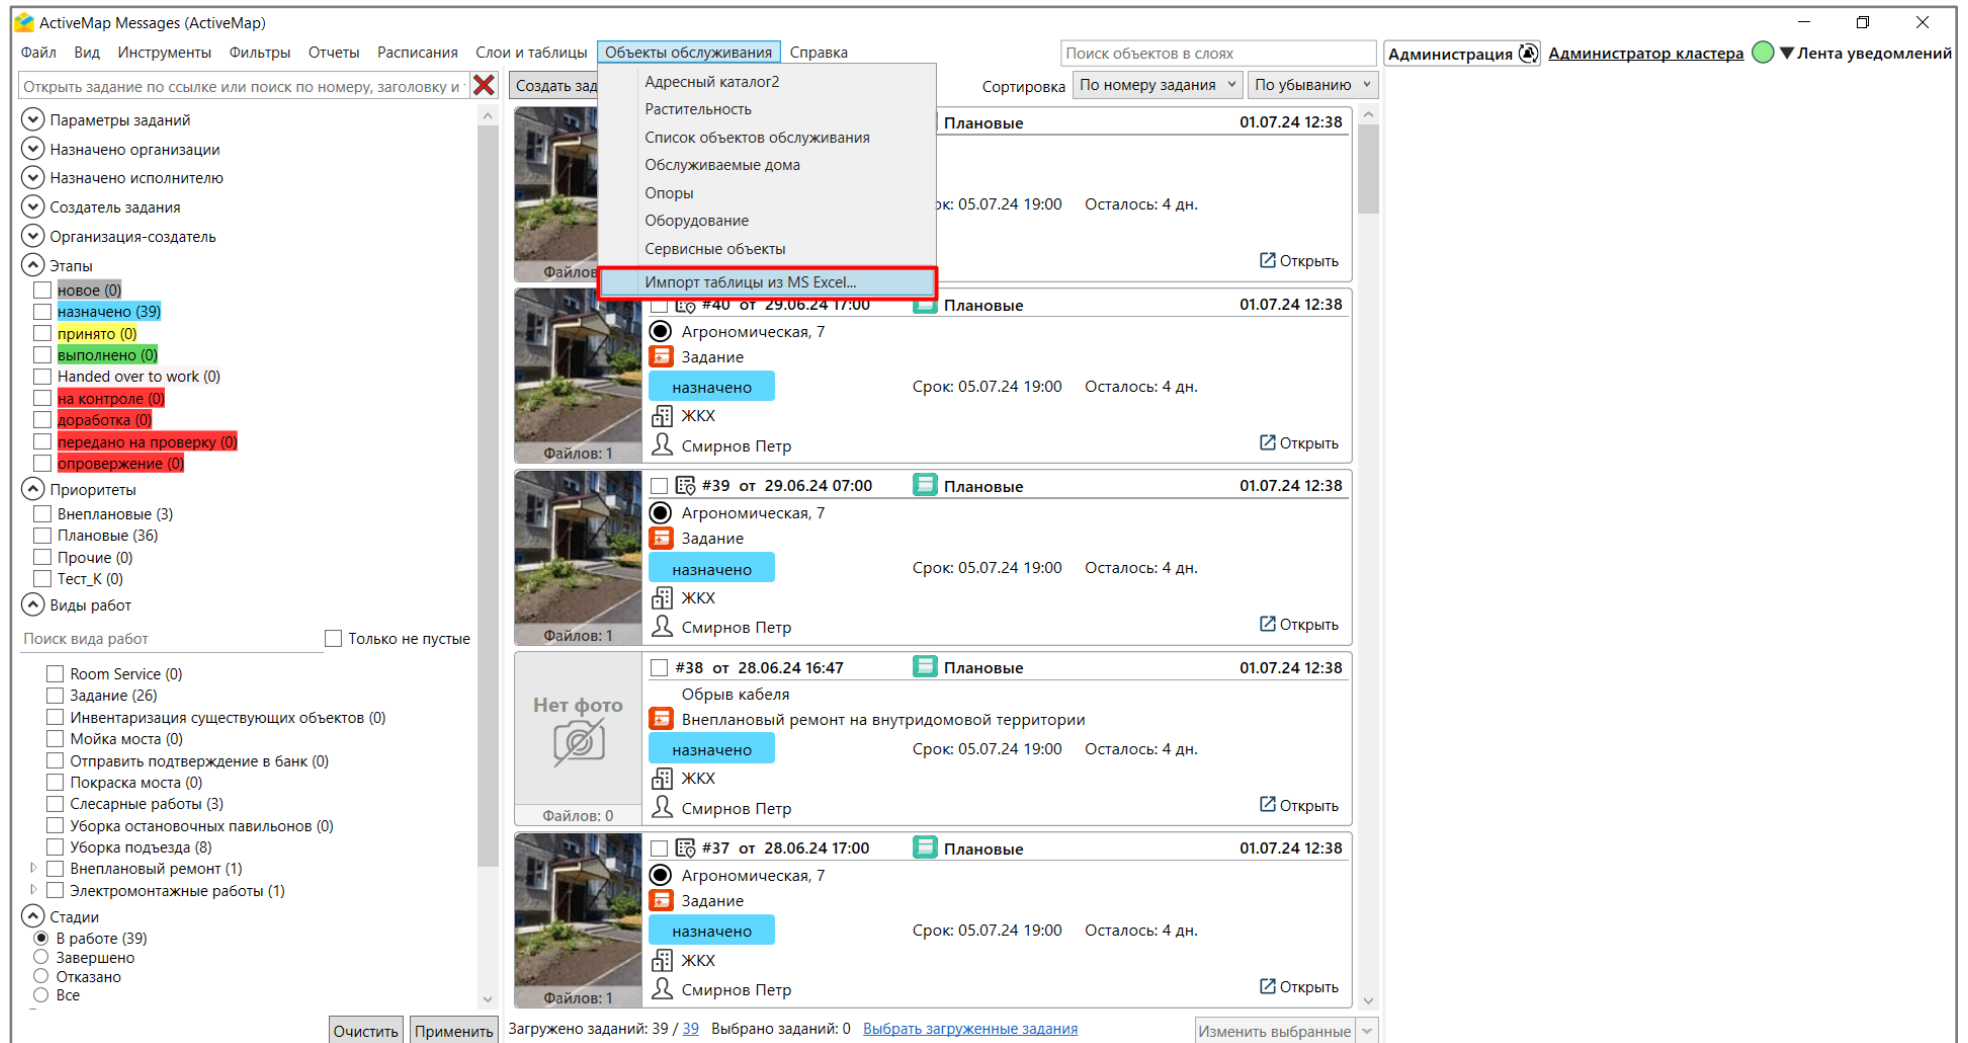 ActiveMap Messages (ActiveMap)
Файл Вид Инструменты Фильтры Отчеты Расписания Слои и таблицы Объекты обслуживания Справка
Поиск объектов в слоях
Администрация Администратор кластера ▼Лента уведомлений
Открыть задание по ссылке или поиск по номеру, заголовку и
Параметры заданий
Назначено организации
Назначено исполнителю
Создатель задания
Организация-создатель
Этапы
новое (0)
назначено (39)
принято (0)
выполнено (0)
Handed over to work (0)
на контроле (0)
доработка (0)
передано на проверку (0)
опровержение (0)
Приоритеты
Внеплановые (3)
Плановые (36)
Прочие (0)
Тест_К (0)
Виды работ
Поиск вида работ
Только не пустые
Room Service (0)
Задание (26)
Инвентаризация существующих объектов (0)
Мойка моста (0)
Отправить подтверждение в банк (0)
Покраска моста (0)
Слесарные работы (3)
Уборка остановочных павильонов (0)
Уборка подъезда (8)
Внеплановый ремонт (1)
Электромонтажные работы (1)
Стадии
В работе (39)
Завершено
Отказано
Все
Очистить Применить
Создать зад
Сортировка По номеру задания По убыванию
Адресный каталог2
Растительность
Список объектов обслуживания
Обслуживаемые дома
Опоры
Оборудование
Сервисные объекты
Импорт таблицы из MS Excel...
Плановые 01.07.24 12:38
ок: 05.07.24 19:00 Осталось: 4 дн.
Открыть
Файлов
#40 от 29.06.24 17:00 Плановые 01.07.24 12:38
Агрономическая, 7
Задание
назначено Срок: 05.07.24 19:00 Осталось: 4 дн.
ЖКХ
Смирнов Петр
Открыть
Файлов: 1
#39 от 29.06.24 07:00 Плановые 01.07.24 12:38
Агрономическая, 7
Задание
назначено Срок: 05.07.24 19:00 Осталось: 4 дн.
ЖКХ
Смирнов Петр
Открыть
Файлов: 1
#38 от 28.06.24 16:47 Плановые 01.07.24 12:38
Нет фото
Обрыв кабеля
Внеплановый ремонт на внутридомовой территории
назначено Срок: 05.07.24 19:00 Осталось: 4 дн.
ЖКХ
Смирнов Петр
Открыть
Файлов: 0
#37 от 28.06.24 17:00 Плановые 01.07.24 12:38
Агрономическая, 7
Задание
назначено Срок: 05.07.24 19:00 Осталось: 4 дн.
ЖКХ
Смирнов Петр
Открыть
Файлов: 1
Загружено заданий: 39 / 39 Выбрано заданий: 0 Выбрать загруженные задания
Изменить выбранные